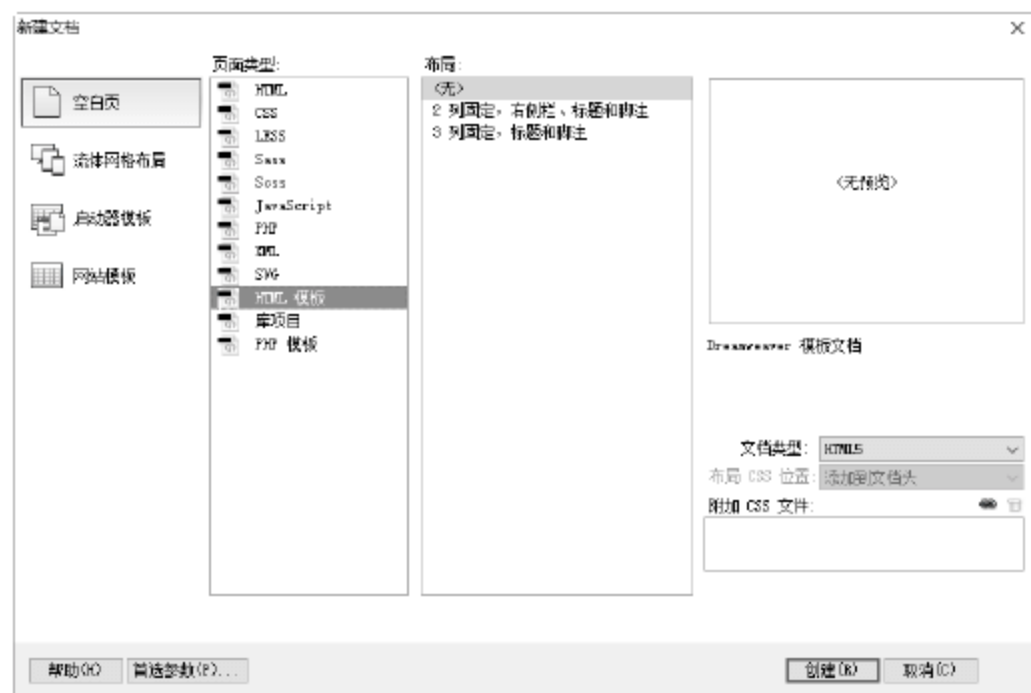 新建文档
空白页
流体网格布局
启动器模板
网站模板
页面类型:
HTML
CSS
LESS
Sass
Scss
JavaScript
PHP
XML
SVG
HTML 模板
库项目
PHP 模板
布局:
<无>
2 列固定，右侧栏、标题和脚注
3 列固定，标题和脚注
<无预览>
Dreamweaver 模板文档
文档类型: HTML5
布局 CSS 位置: 添加到文档头
附加 CSS 文件:
帮助(H)
首选参数(P)...
创建(R)
取消(C)